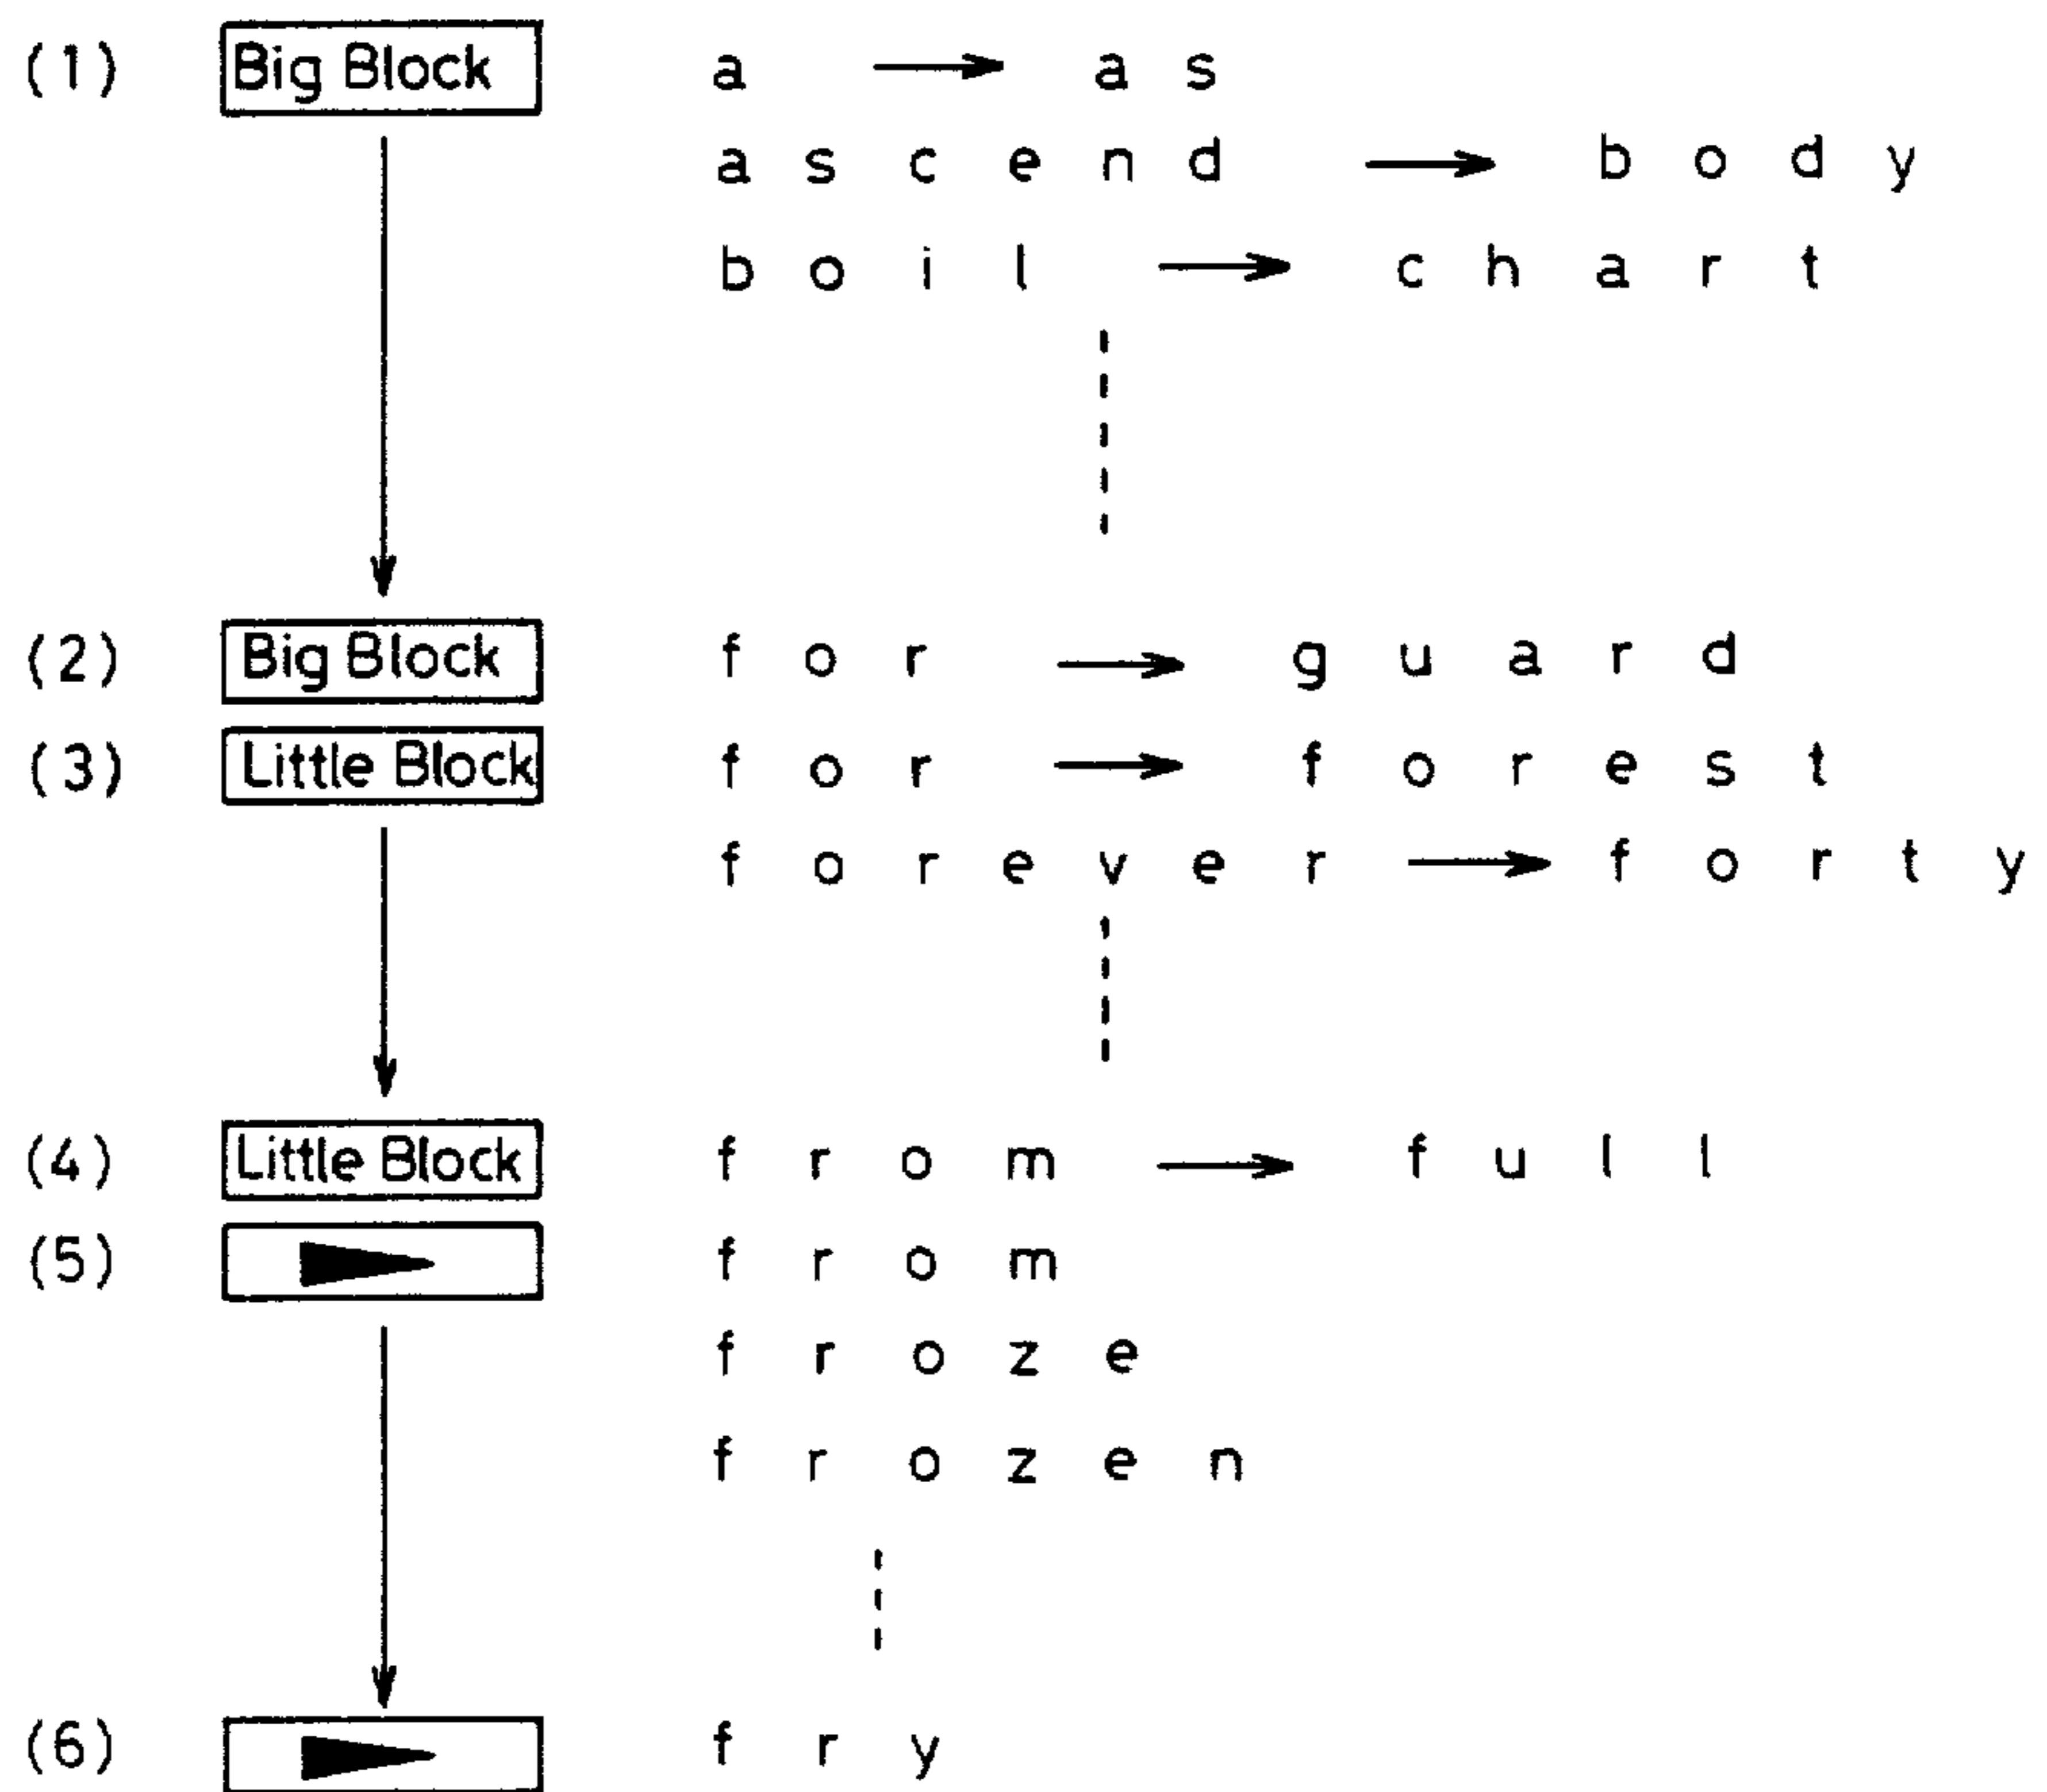 (1) Big Block a → as
ascend → body
boil → chart
(2) Big Block for → guard
(3) Little Block for → forest
forever → forty
(4) Little Block from → full
(5) from
froze
frozen
(6) fry